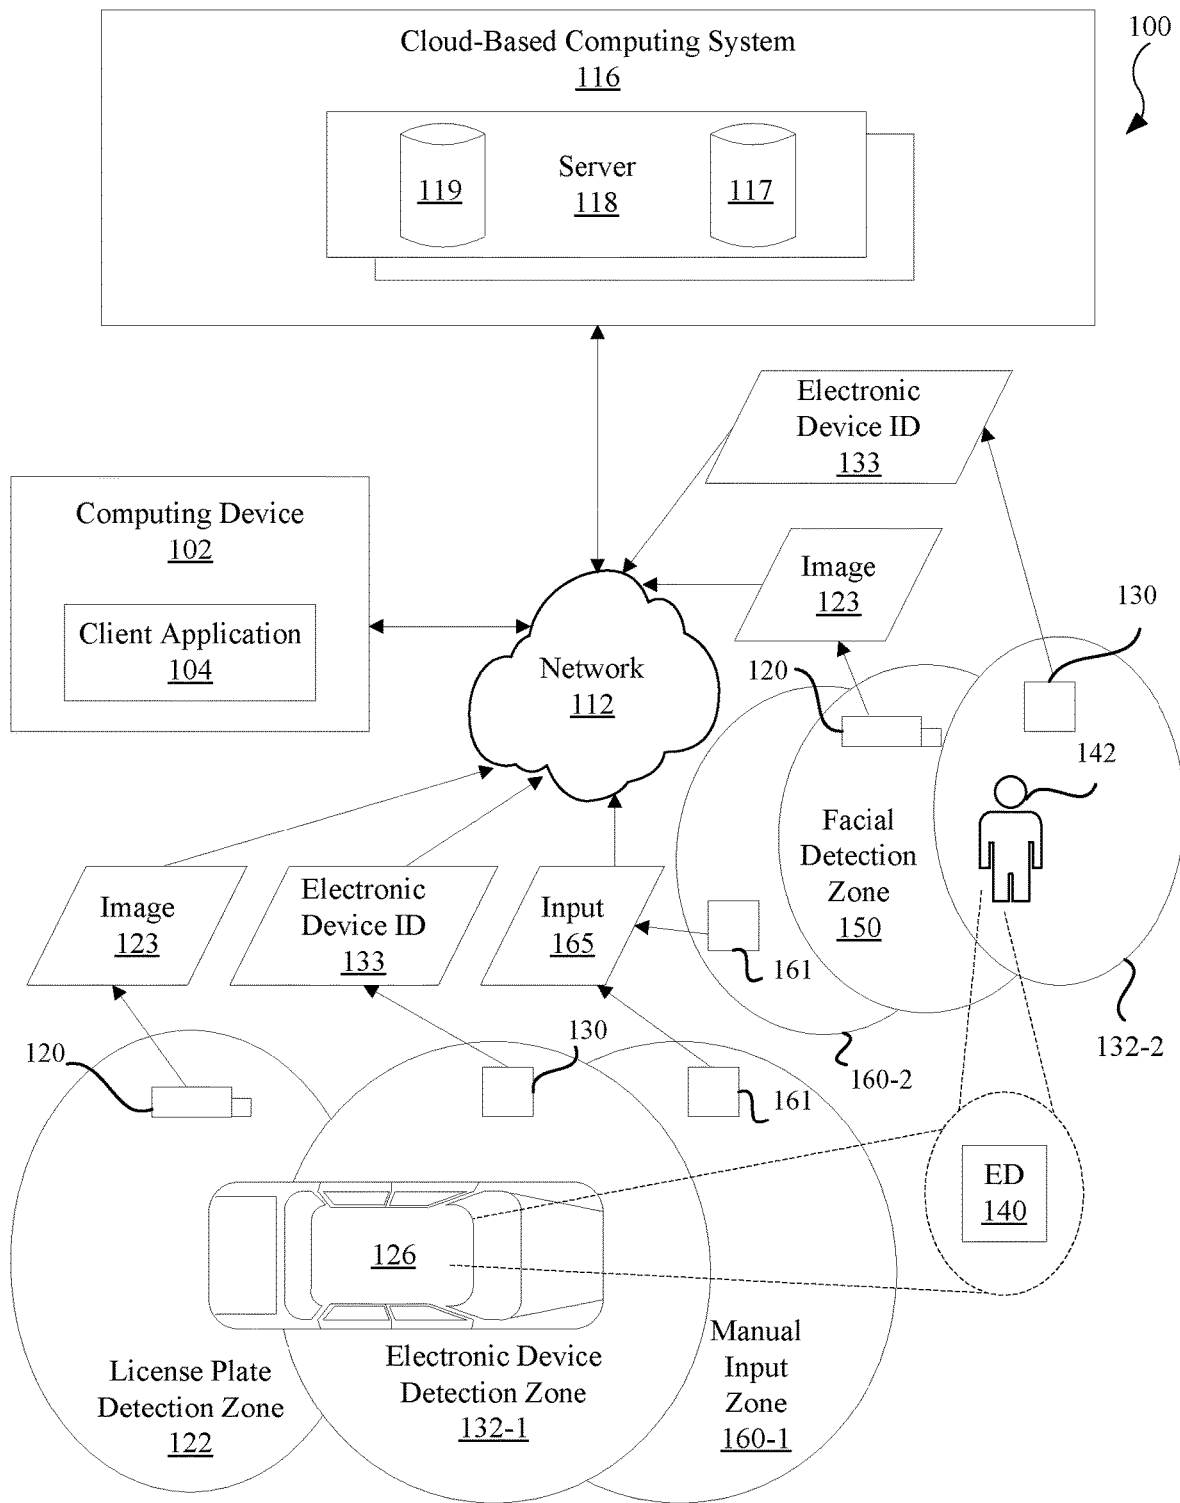 100
Cloud-Based Computing System
116
Server
118
119
117
Electronic
Device ID
133
Computing Device
102
Client Application
104
Image
123
130
120
Network
112
142
Facial
Detection
Zone
150
Image
123
Electronic
Device ID
133
Input
165
161
132-2
160-2
120
130
161
ED
140
126
Manual
Input
Zone
160-1
Electronic Device
Detection Zone
132-1
License Plate
Detection Zone
122